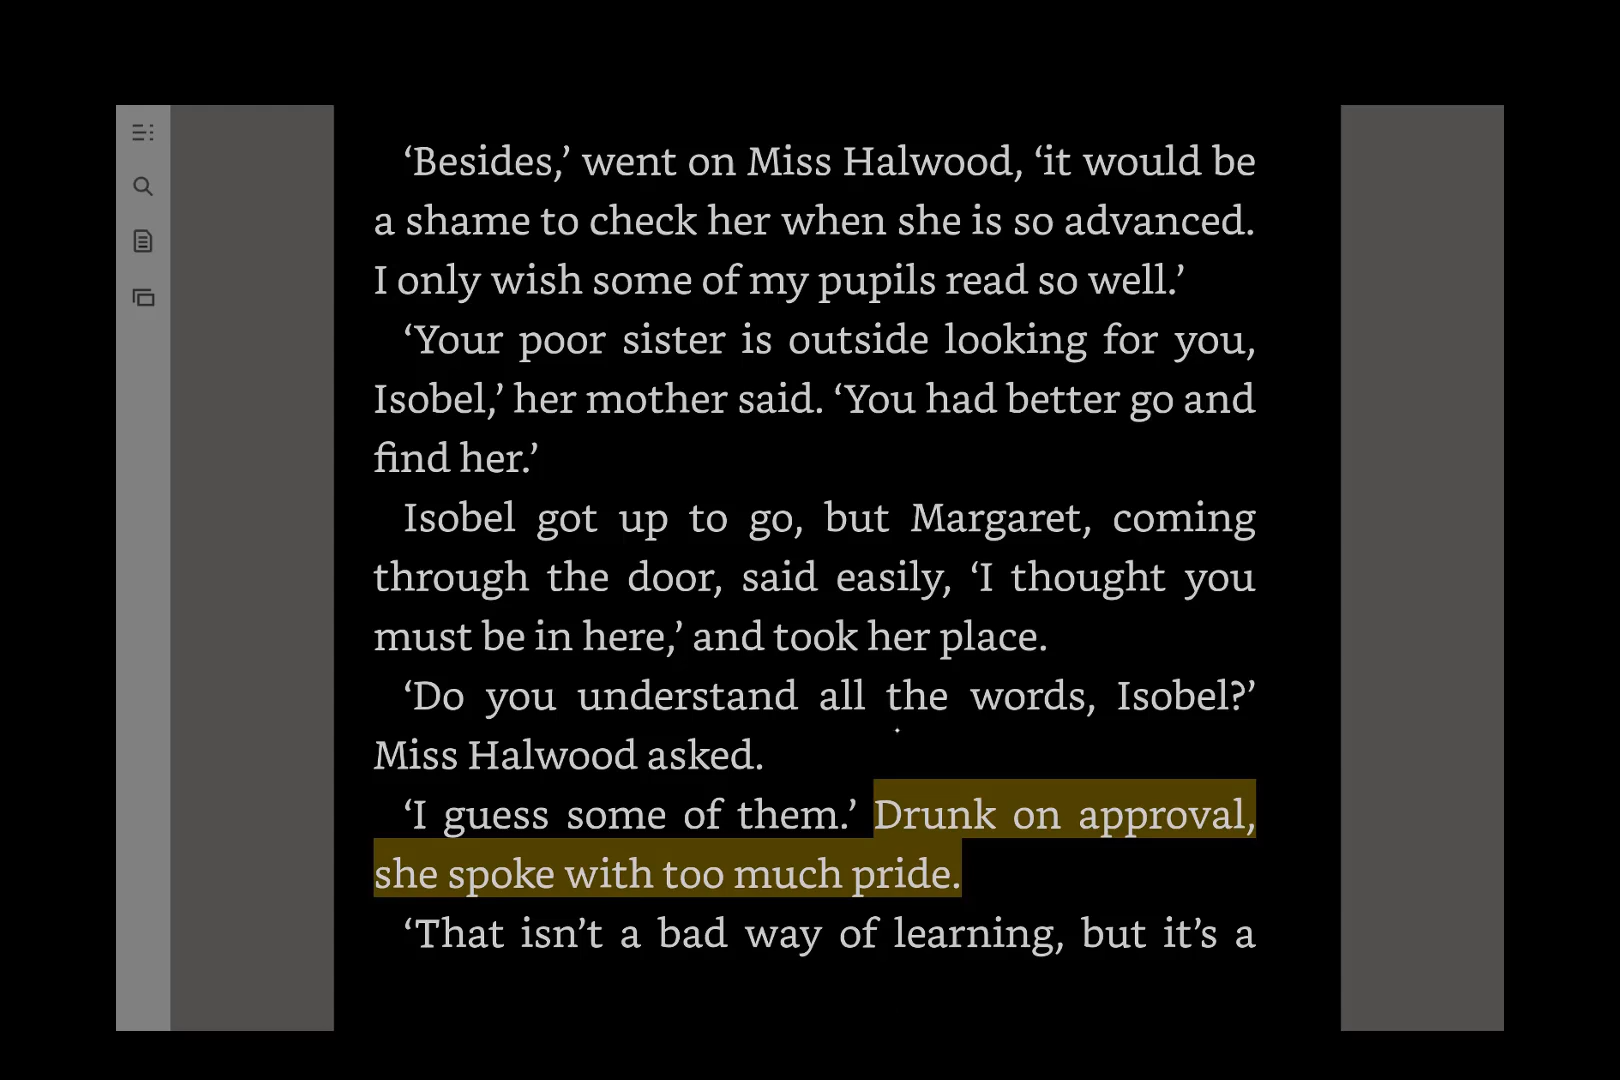 ‘Besides,’ went on Miss Halwood, ‘it would be
a shame to check her when she is so advanced.
I only wish some of my pupils read so well.’
‘Your poor sister is outside looking for you,
Isobel,’ her mother said. ‘You had better go and
find her.’
Isobel got up to go, but Margaret, coming
through the door, said easily, ‘I thought you
must be in here,’ and took her place.
‘Do you understand all the words, Isobel?’
Miss Halwood asked.
‘I guess some of them.’ Drunk on approval,
she spoke with too much pride.
‘That isn’t a bad way of learning, but it’s a